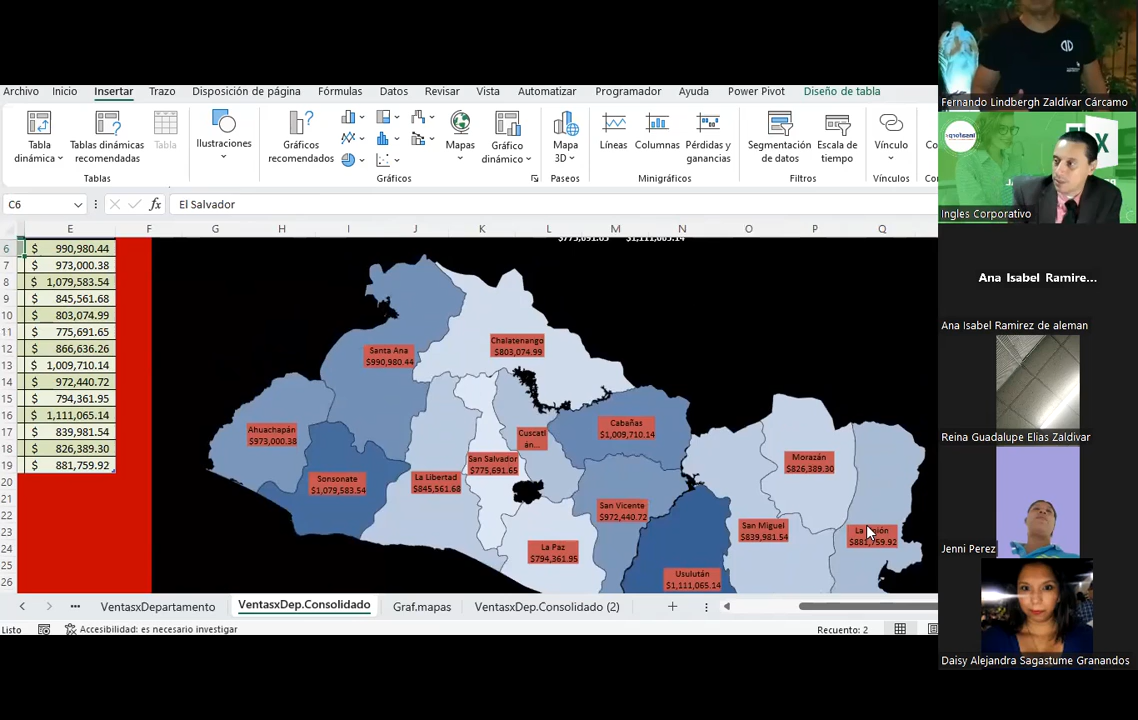 Archivo Inicio Insertar Trazo Disposición de página Fórmulas Datos Revisar Vista Automatizar Programador Ayuda Power Pivot Diseño de tabla
Tabla dinámica
Tablas dinámicas recomendadas
Tabla
Tablas
Ilustraciones
Gráficos recomendados
Mapas
Gráfico dinámico
Gráficos
Mapa 3D
Paseos
Líneas
Columnas
Pérdidas y ganancias
Minigráficos
Segmentación de datos
Escala de tiempo
Filtros
Vínculo
Vínculos
C6
fx
El Salvador
E F G H I J K L M N O P Q
6 $ 990,980.44
7 $ 973,000.38
8 $ 1,079,583.54
9 $ 845,561.68
10 $ 803,074.99
11 $ 775,691.65
12 $ 866,636.26
13 $ 1,009,710.14
14 $ 972,440.72
15 $ 794,361.95
16 $ 1,111,065.14
17 $ 839,981.54
18 $ 826,389.30
19 $ 881,759.92
20
21
22
23
24
25
26
Chalatenango
$803,074.99
Santa Ana
$990,980.44
Ahuachapán
$973,000.38
Cabañas
$1,009,710.14
Cuscatl
án...
San Salvador
$775,691.65
Morazán
$826,389.30
Sonsonate
$1,079,583.54
La Libertad
$845,561.68
San Vicente
$972,440.72
San Miguel
$839,981.54
$881,759.92
La Paz
$794,361.95
Usulután
$1,111,065.14
VentasxDepartamento VentasxDep.Consolidado Graf.mapas VentasxDep.Consolidado (2)
Listo Accesibilidad: es necesario investigar Recuento: 2
Fernando Lindbergh Zaldívar Cárcamo
Ingles Corporativo
Ana Isabel Ramire...
Ana Isabel Ramirez de aleman
Reina Guadalupe Elias Zaldivar
Jenni Perez
Daisy Alejandra Sagastume Granandos